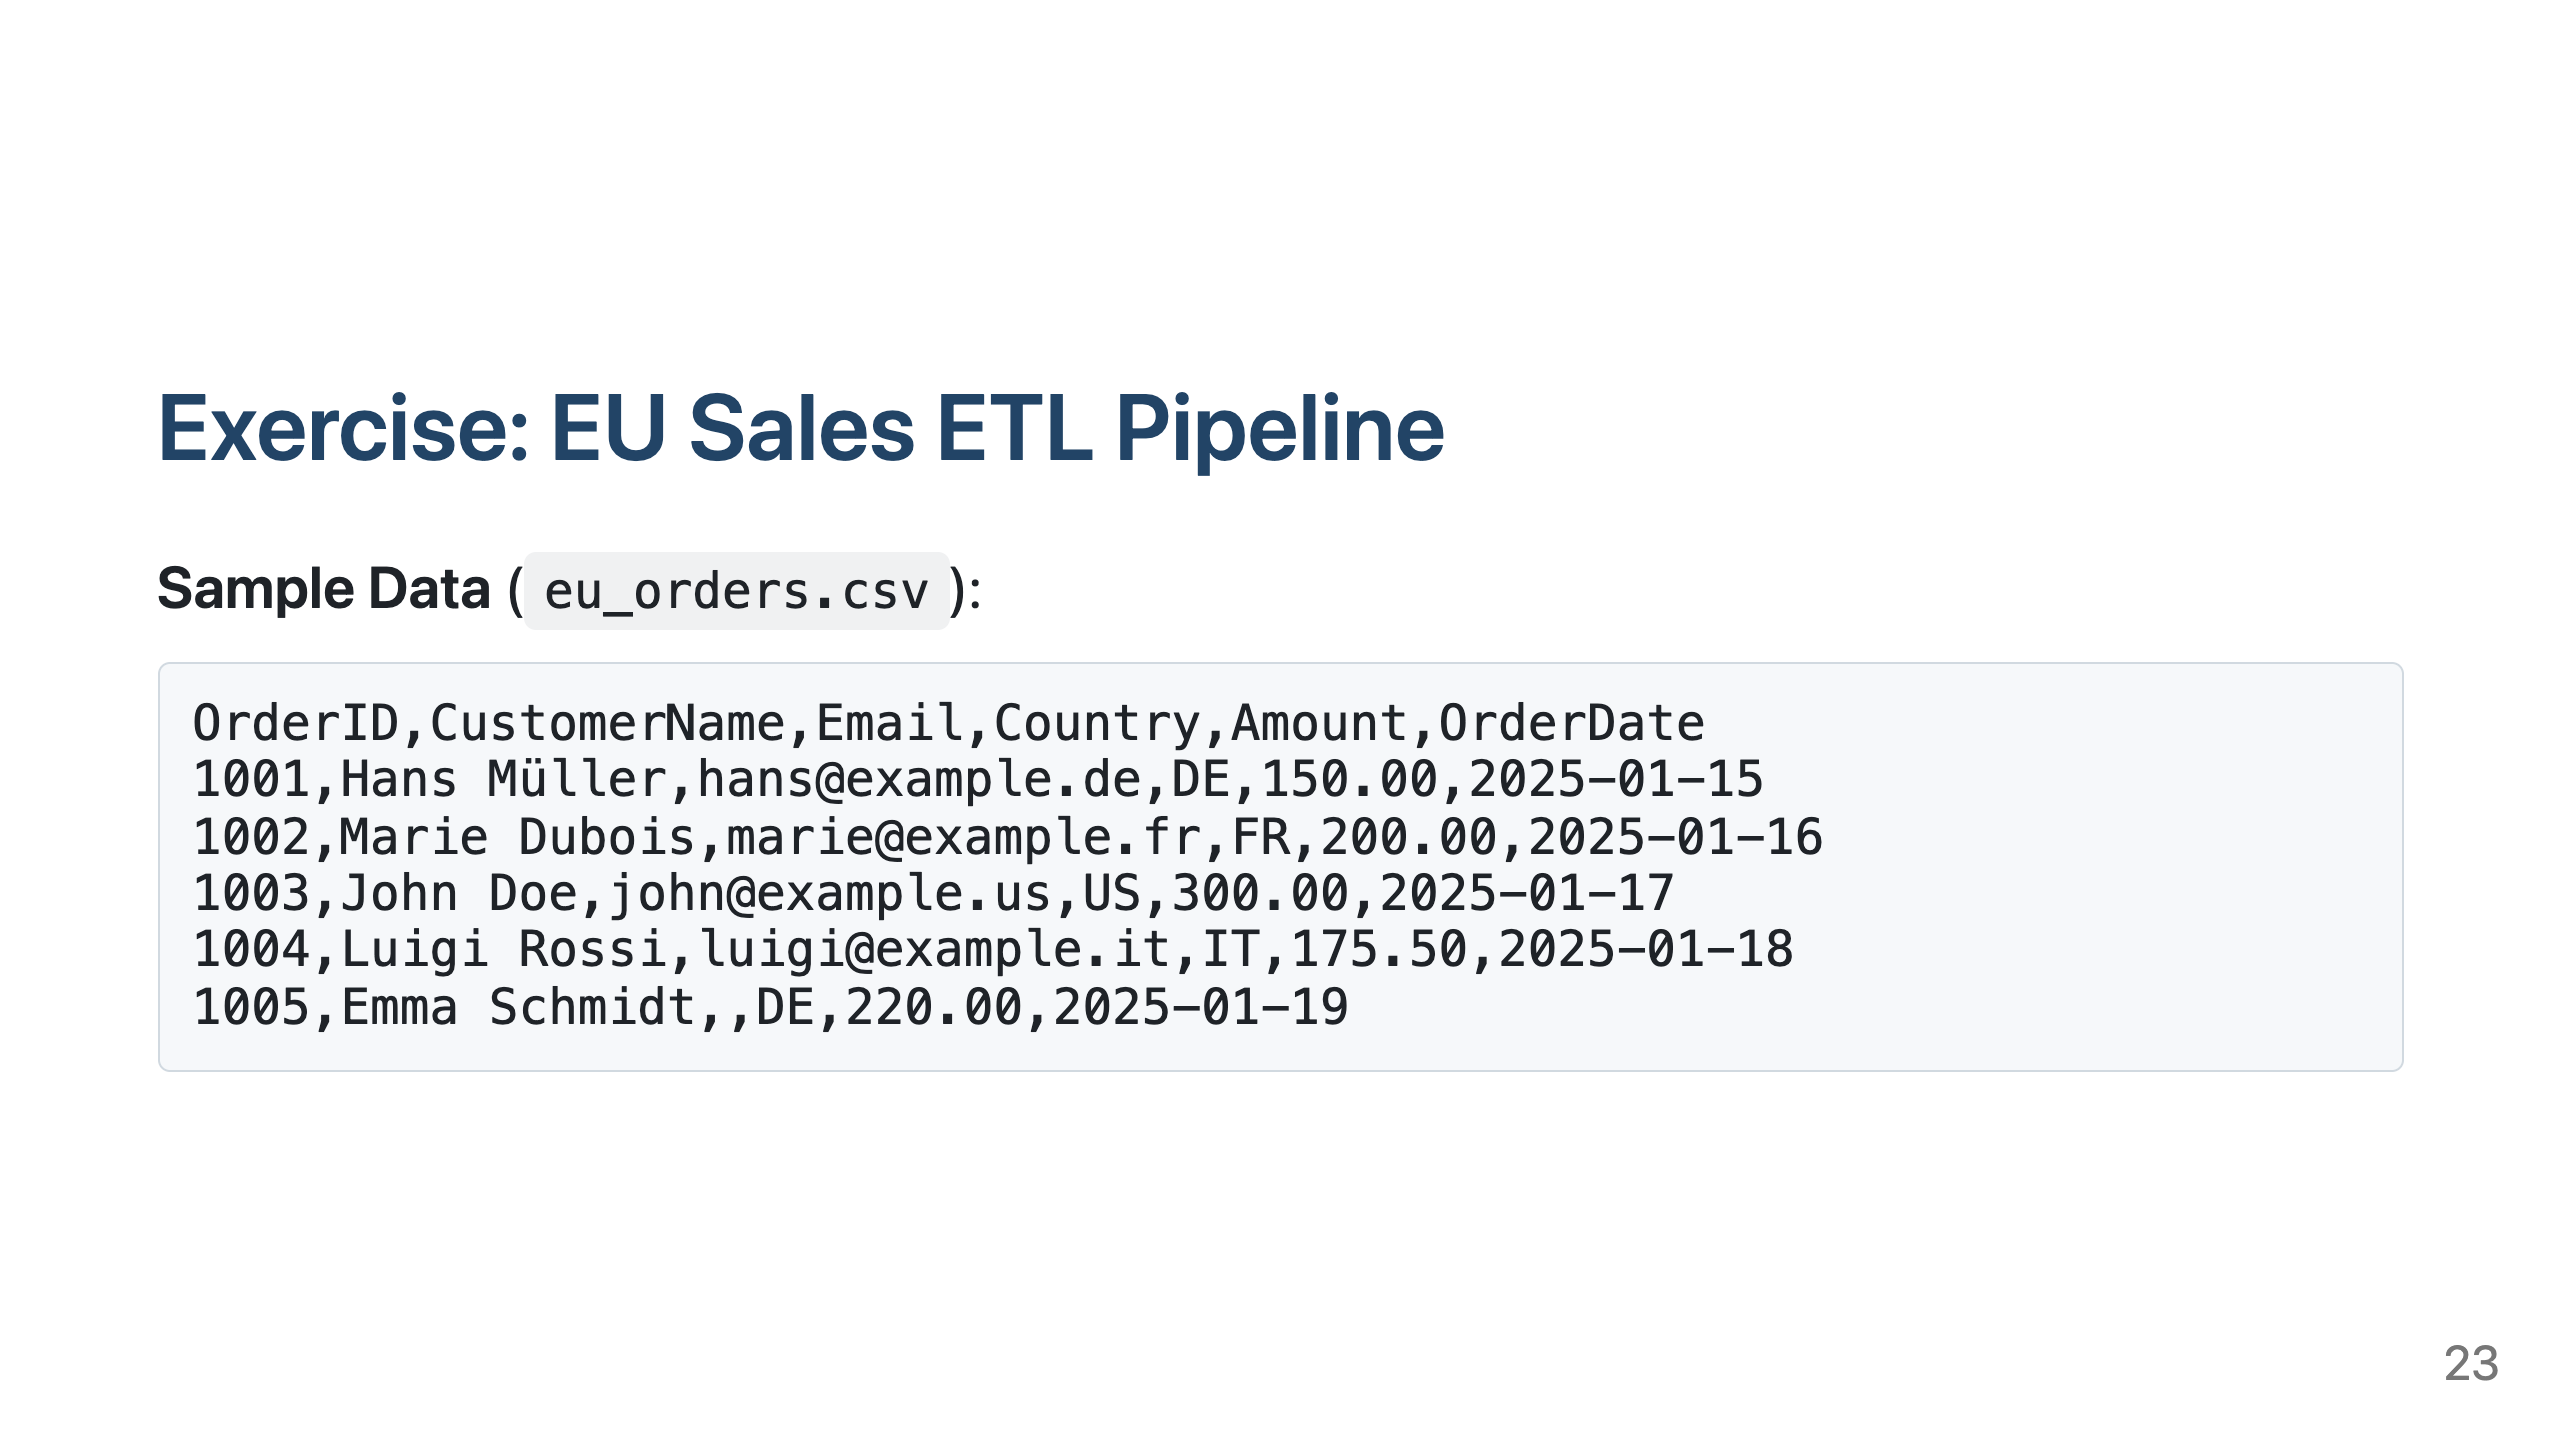 Exercise: EU Sales ETL Pipeline
Sample Data (eu_orders.csv):
OrderID,CustomerName,Email,Country,Amount,OrderDate
1001,Hans Müller,hans@example.de,DE,150.00,2025-01-15
1002,Marie Dubois,marie@example.fr,FR,200.00,2025-01-16
1003,John Doe,john@example.us,US,300.00,2025-01-17
1004,Luigi Rossi,luigi@example.it,IT,175.50,2025-01-18
1005,Emma Schmidt,,DE,220.00,2025-01-19
23